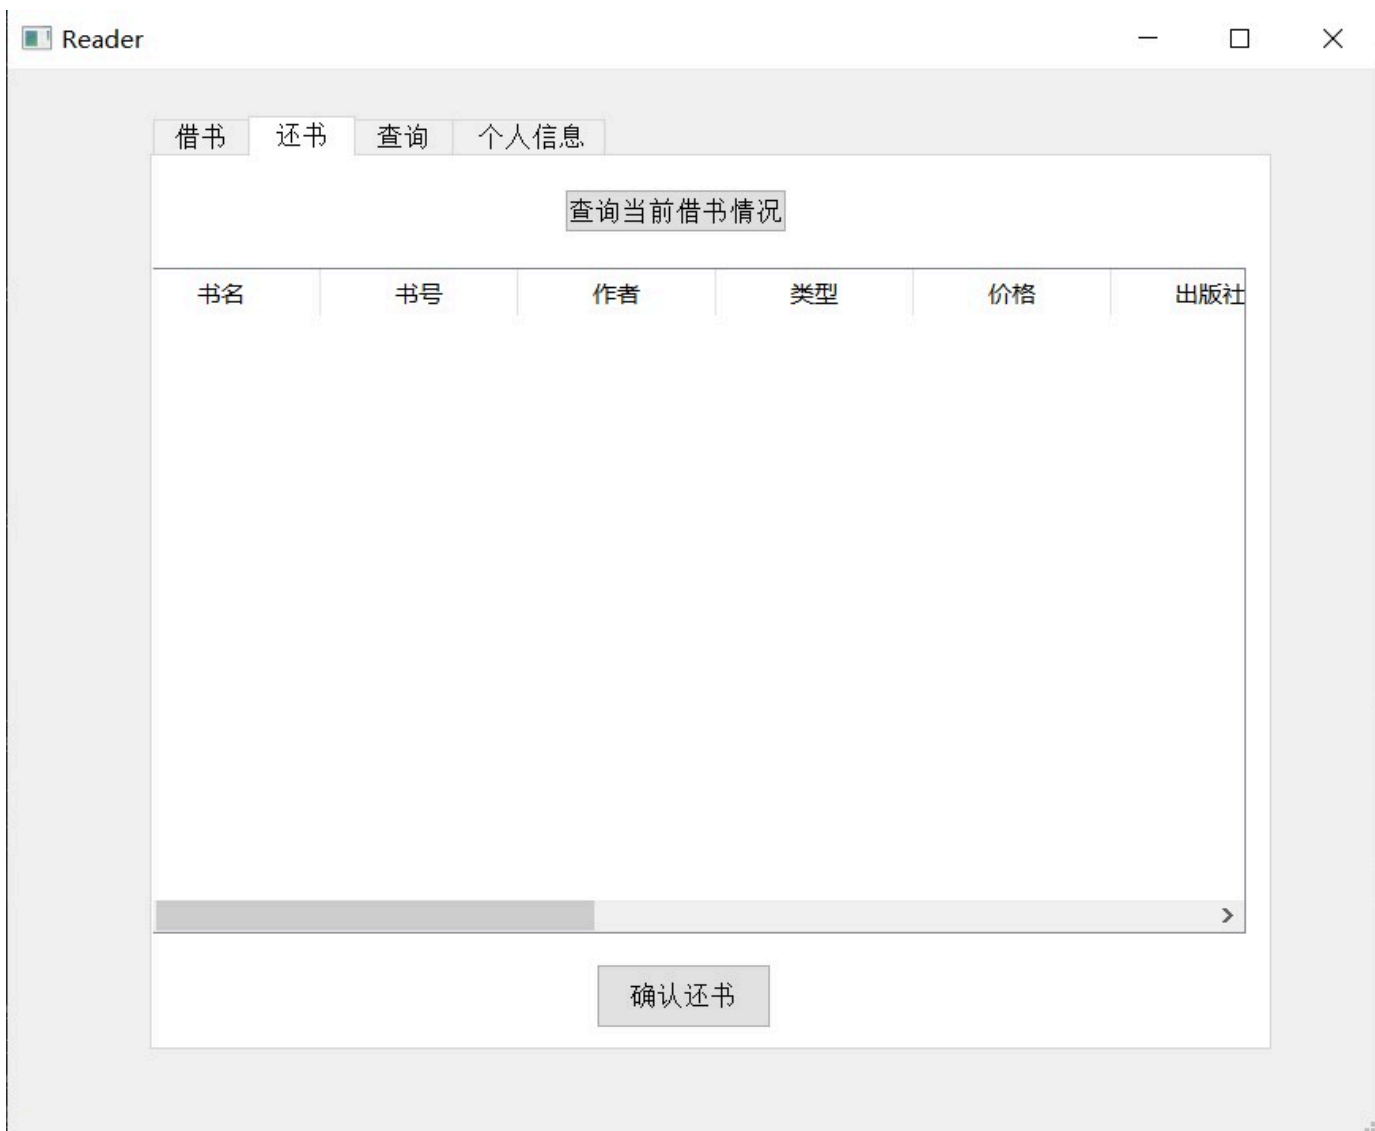 Reader
借书 还书 查询 个人信息
查询当前借书情况
书名 书号 作者 类型 价格 出版社
确认还书